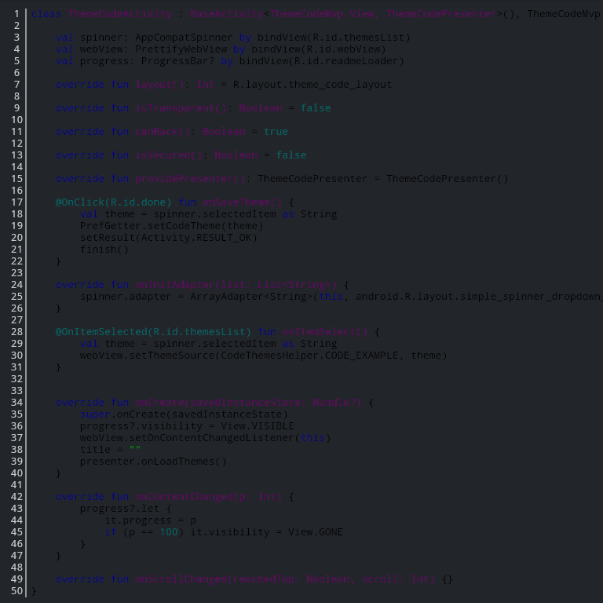 1 class ThemeCodeActivity : BaseActivity<ThemeCodeMvp.View, ThemeCodePresenter>(), ThemeCodeMvp
2
3 val spinner: AppCompatSpinner by bindView(R.id.themesList)
4 val webView: PrettifyWebView by bindView(R.id.webView)
5 val progress: ProgressBar? by bindView(R.id.readmeLoader)
6
7 override fun layout(): Int = R.layout.theme_code_layout
8
9 override fun isTransparent(): Boolean = false
10
11 override fun canBack(): Boolean = true
12
13 override fun isSecured(): Boolean = false
14
15 override fun providePresenter(): ThemeCodePresenter = ThemeCodePresenter()
16
17 @OnClick(R.id.done) fun onSaveTheme() {
18 val theme = spinner.selectedItem as String
19 PrefGetter.setCodeTheme(theme)
20 setResult(Activity.RESULT_OK)
21 finish()
22 }
23
24 override fun onInitAdapter(list: List<String>) {
25 spinner.adapter = ArrayAdapter<String>(this, android.R.layout.simple_spinner_dropdown_
26 }
27
28 @OnItemSelected(R.id.themesList) fun onItemSelect() {
29 val theme = spinner.selectedItem as String
30 webView.setThemeSource(CodeThemesHelper.CODE_EXAMPLE, theme)
31 }
32
33
34 override fun onCreate(savedInstanceState: Bundle?) {
35 super.onCreate(savedInstanceState)
36 progress?.visibility = View.VISIBLE
37 webView.setOnContentChangedListener(this)
38 title = ""
39 presenter.onLoadThemes()
40 }
41
42 override fun onContentChanged(p: Int) {
43 progress?.let {
44 it.progress = p
45 if (p == 100) it.visibility = View.GONE
46 }
47 }
48
49 override fun onScrollChanged(reachedTop: Boolean, scroll: Int) {}
50 }